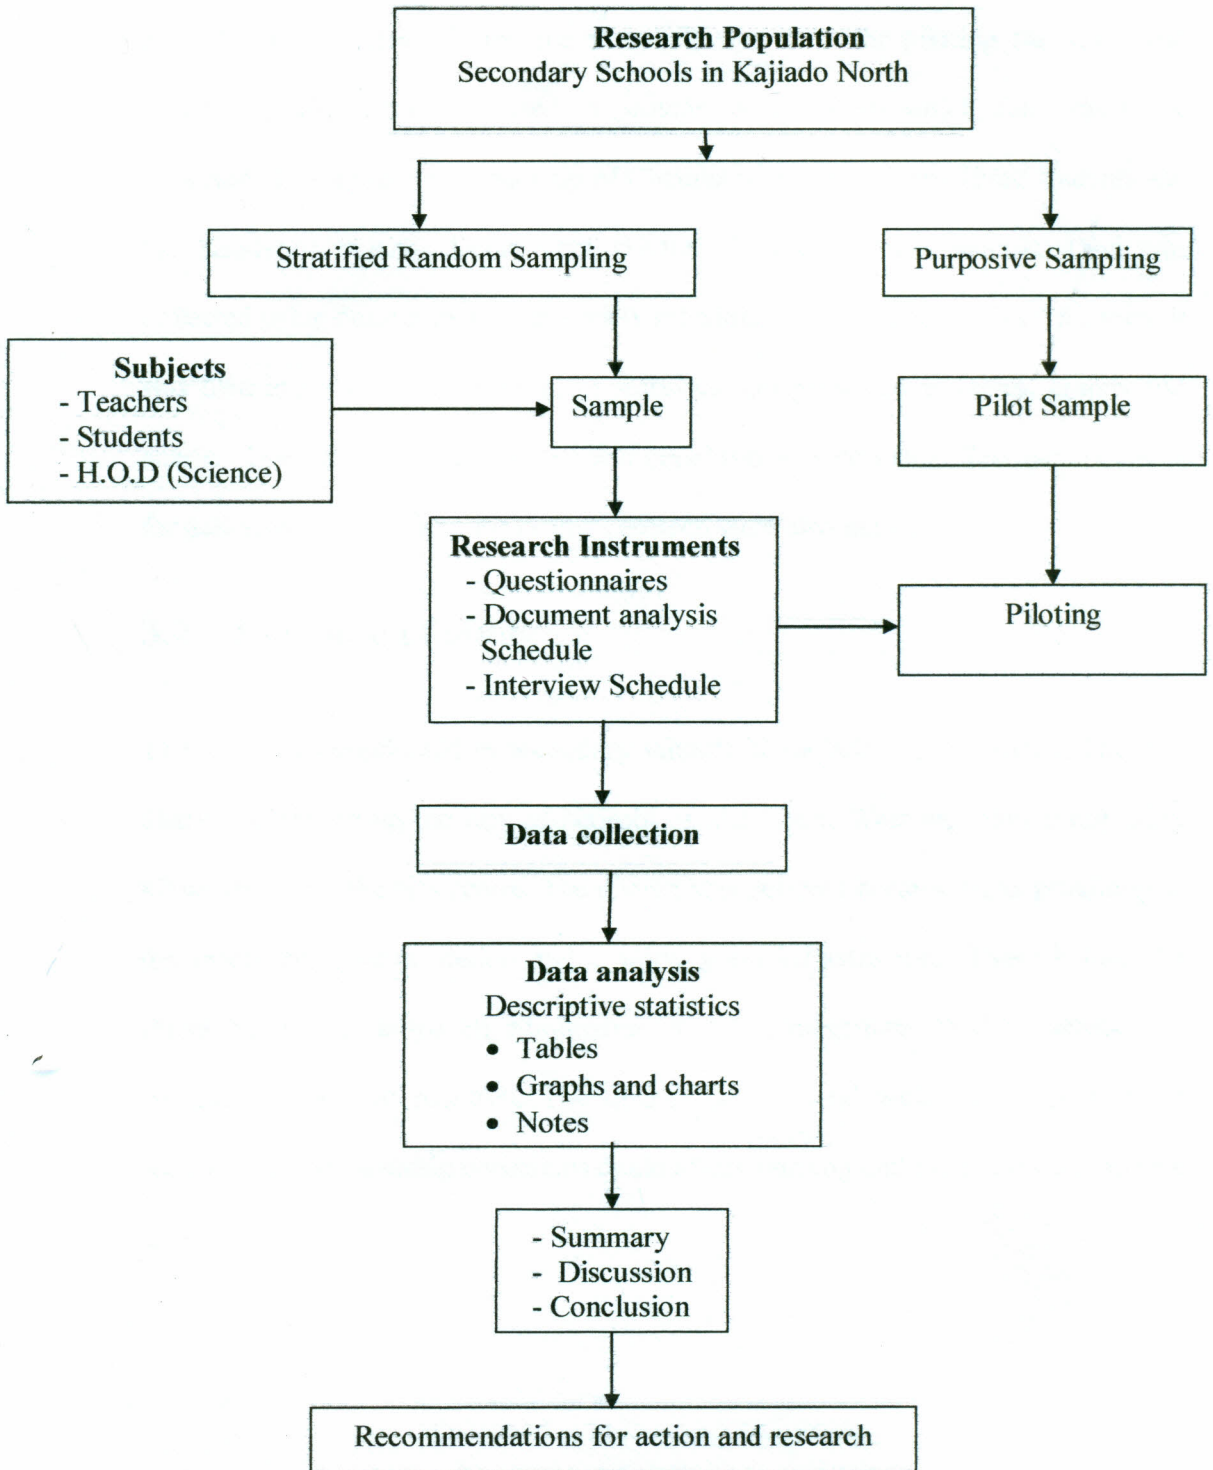 Research Population
Secondary Schools in Kajiado North
Stratified Random Sampling
Purposive Sampling
Subjects
- Teachers
- Students
- H.O.D (Science)
Sample
Pilot Sample
Research Instruments
- Questionnaires
- Document analysis
Schedule
- Interview Schedule
Piloting
Data collection
Data analysis
Descriptive statistics
• Tables
• Graphs and charts
• Notes
- Summary
- Discussion
- Conclusion
Recommendations for action and research